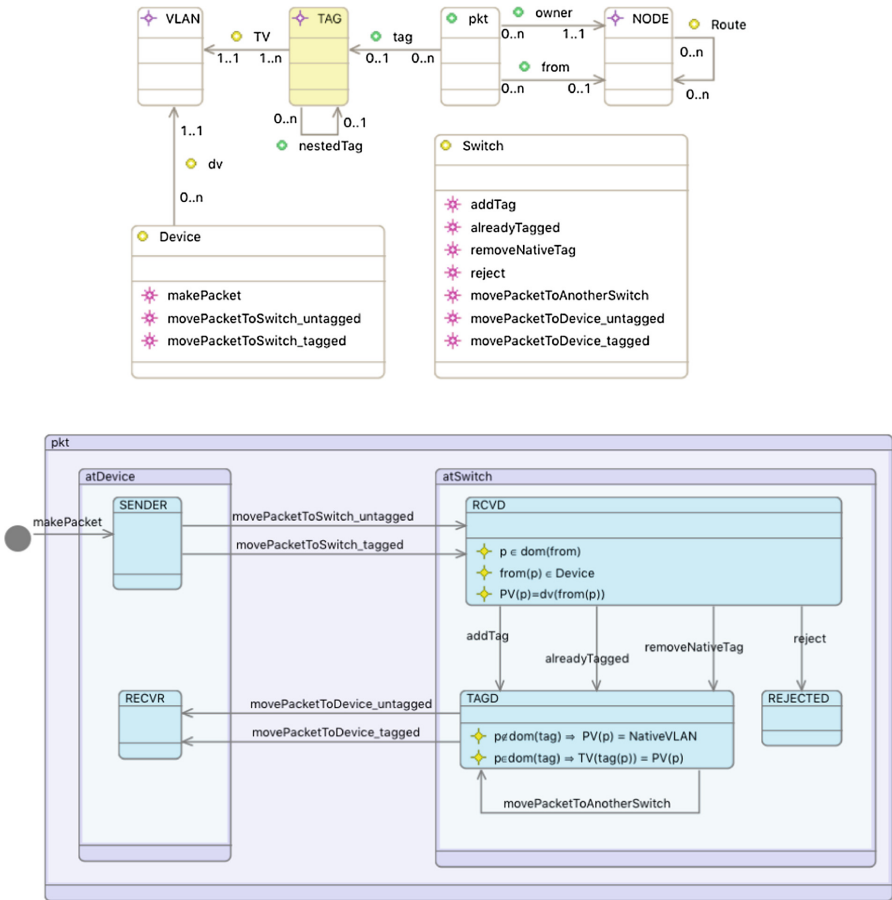 VLAN
TV
TAG
tag
pkt
owner
NODE
Route
1..1
1..n
0..1
0..n
0..n
1..1
0..n
from
0..n
0..1
0..n
1..1
0..n
0..1
nestedTag
dv
0..n
Switch
addTag
alreadyTagged
removeNativeTag
reject
movePacketToAnotherSwitch
movePacketToDevice_untagged
movePacketToDevice_tagged
Device
makePacket
movePacketToSwitch_untagged
movePacketToSwitch_tagged
pkt
atDevice
atSwitch
makePacket
SENDER
movePacketToSwitch_untagged
movePacketToSwitch_tagged
RCVD
p ∈ dom(from)
from(p) ∈ Device
PV(p)=dv(from(p))
addTag
alreadyTagged
removeNativeTag
reject
RECVR
movePacketToDevice_untagged
movePacketToDevice_tagged
TAGD
p∉dom(tag) ⇒ PV(p) = NativeVLAN
p∈dom(tag) ⇒ TV(tag(p)) = PV(p)
REJECTED
movePacketToAnotherSwitch